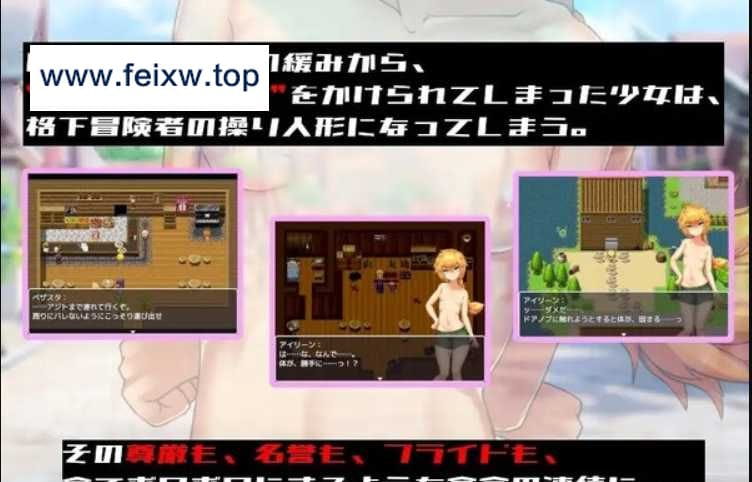 www.feixw.top
の緩みから、
”をかけられてしまった少女は、
格下冒険者の操り人形になってしまう。
ベザスタ:
……アジトまで連れて行くぞ。
周りにバレないようにこっそり運び出せ
アイリーン:
は……な、なんで……。
体が、勝手に……っ!?
アイリーン:
ッ……ダメだ……
ドアノブに触れようとすると体が、固まる……っ
その尊厳も、名誉も、プライドも、